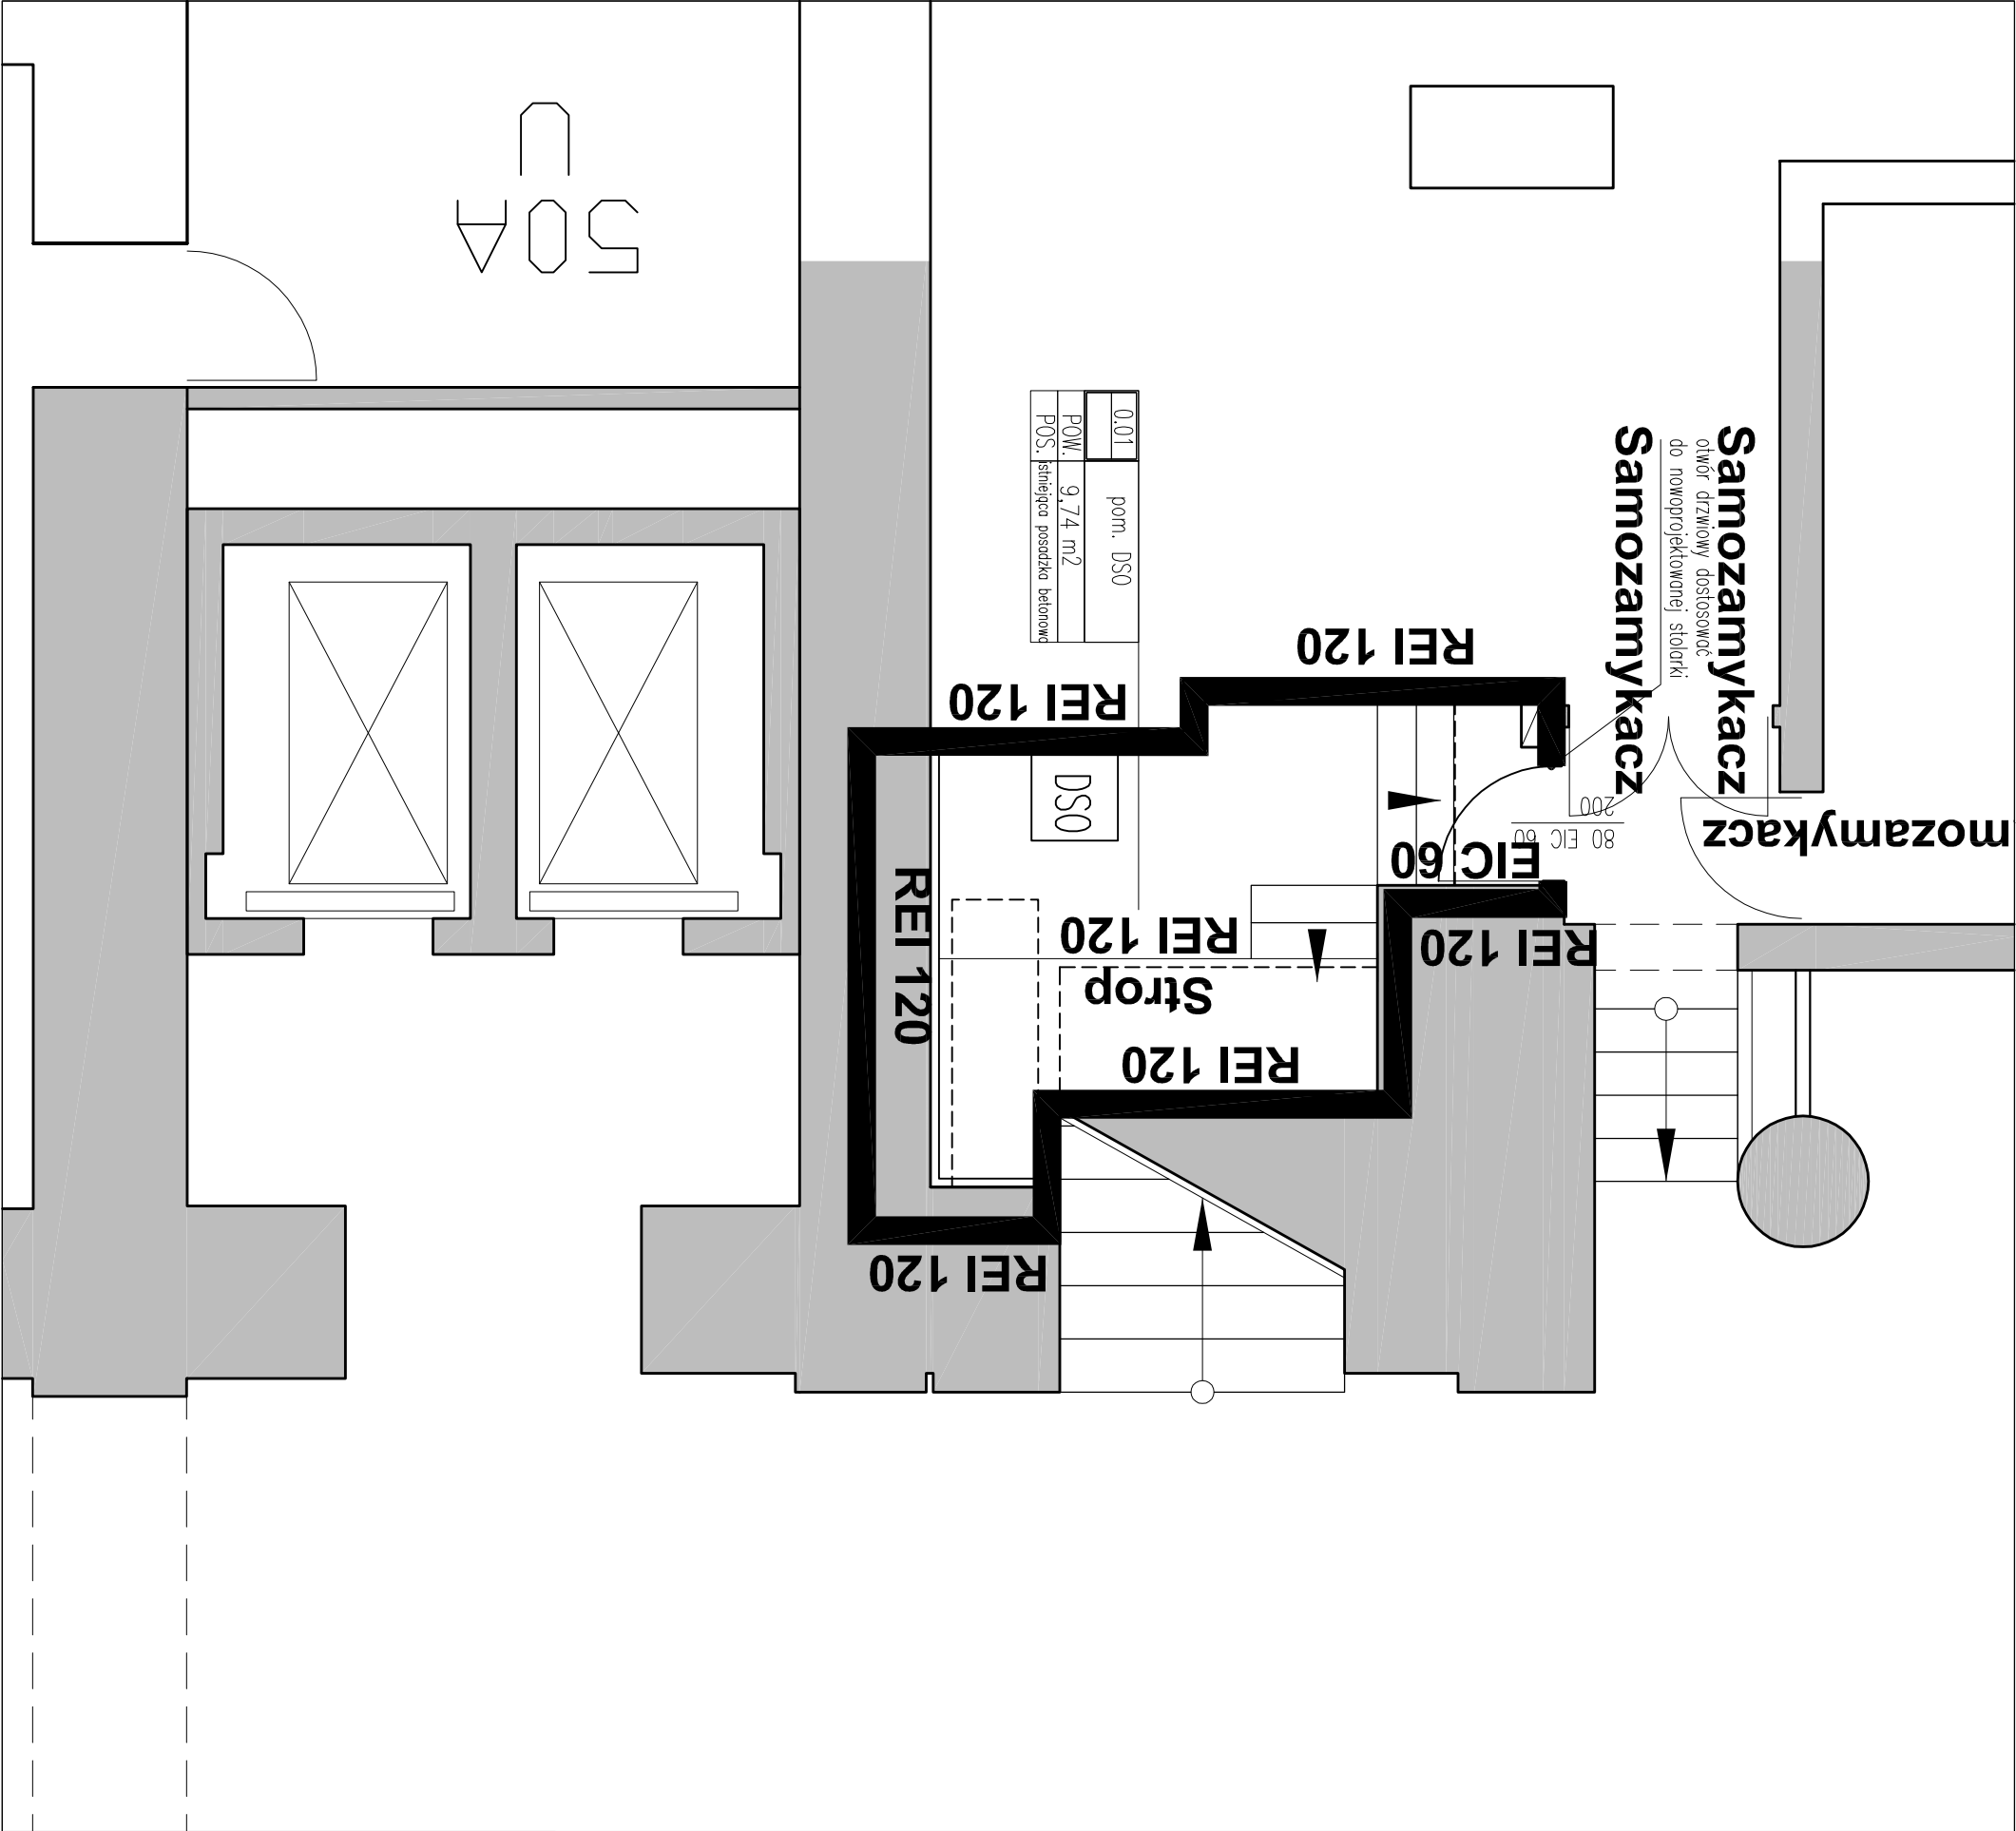 50A
U
0.01
pom. DSO
POW.
9,74 m2
POS.
istniejąca posadzka betonowa
Samozamykacz
otwór drzwiowy dostosować
do nowoprojektowanej stolarki
Samozamykacz
mozamykacz
80 EIC 60
200
EIC 60
DSO
REI 120
REI 120
REI 120
Strop
REI 120
REI 120
REI 120
REI 120